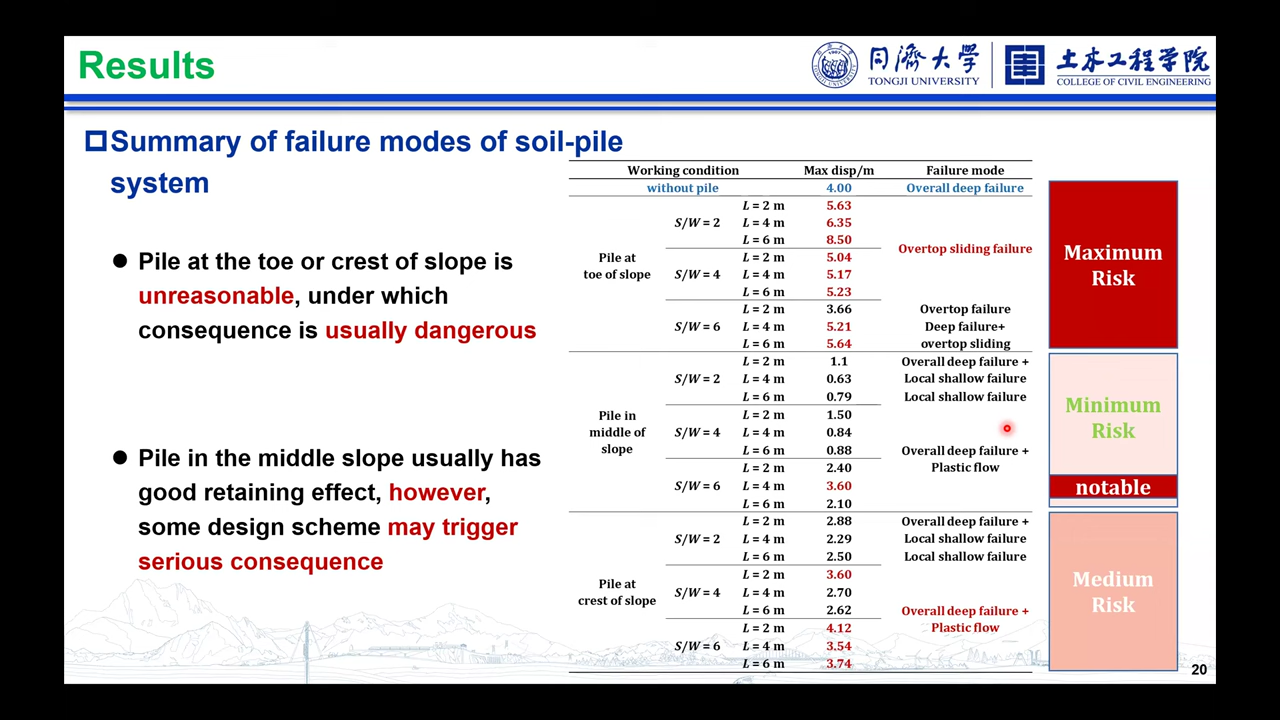 Results
同濟大学
TONGJI UNIVERSITY
土木工程学院
COLLEGE OF CIVIL ENGINEERING
Summary of failure modes of soil-pile
system
Pile at the toe or crest of slope is
unreasonable, under which
consequence is usually dangerous
Pile in the middle slope usually has
good retaining effect, however,
some design scheme may trigger
serious consequence
Working condition Max disp/m Failure mode
without pile 4.00 Overall deep failure
Pile at
toe of slope
S/W = 2
L = 2 m 5.63
L = 4 m 6.35
L = 6 m 8.50
Overtop sliding failure
S/W = 4
L = 2 m 5.04
L = 4 m 5.17
L = 6 m 5.23
S/W = 6
L = 2 m 3.66 Overtop failure
L = 4 m 5.21 Deep failure+
L = 6 m 5.64 overtop sliding
Pile in
middle of
slope
S/W = 2
L = 2 m 1.1 Overall deep failure +
L = 4 m 0.63 Local shallow failure
L = 6 m 0.79 Local shallow failure
S/W = 4
L = 2 m 1.50
L = 4 m 0.84
L = 6 m 0.88 Overall deep failure +
S/W = 6
L = 2 m 2.40 Plastic flow
L = 4 m 3.60
L = 6 m 2.10
Pile at
crest of slope
S/W = 2
L = 2 m 2.88 Overall deep failure +
L = 4 m 2.29 Local shallow failure
L = 6 m 2.50 Local shallow failure
S/W = 4
L = 2 m 3.60
L = 4 m 2.70
L = 6 m 2.62 Overall deep failure +
S/W = 6
L = 2 m 4.12 Plastic flow
L = 4 m 3.54
L = 6 m 3.74
Maximum
Risk
Minimum
Risk
notable
Medium
Risk
20